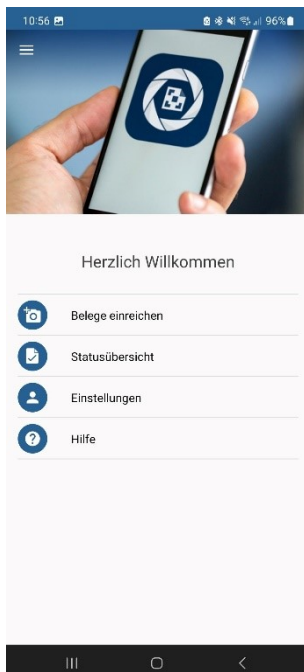 10:56
96%
Herzlich Willkommen
Belege einreichen
Statusübersicht
Einstellungen
Hilfe